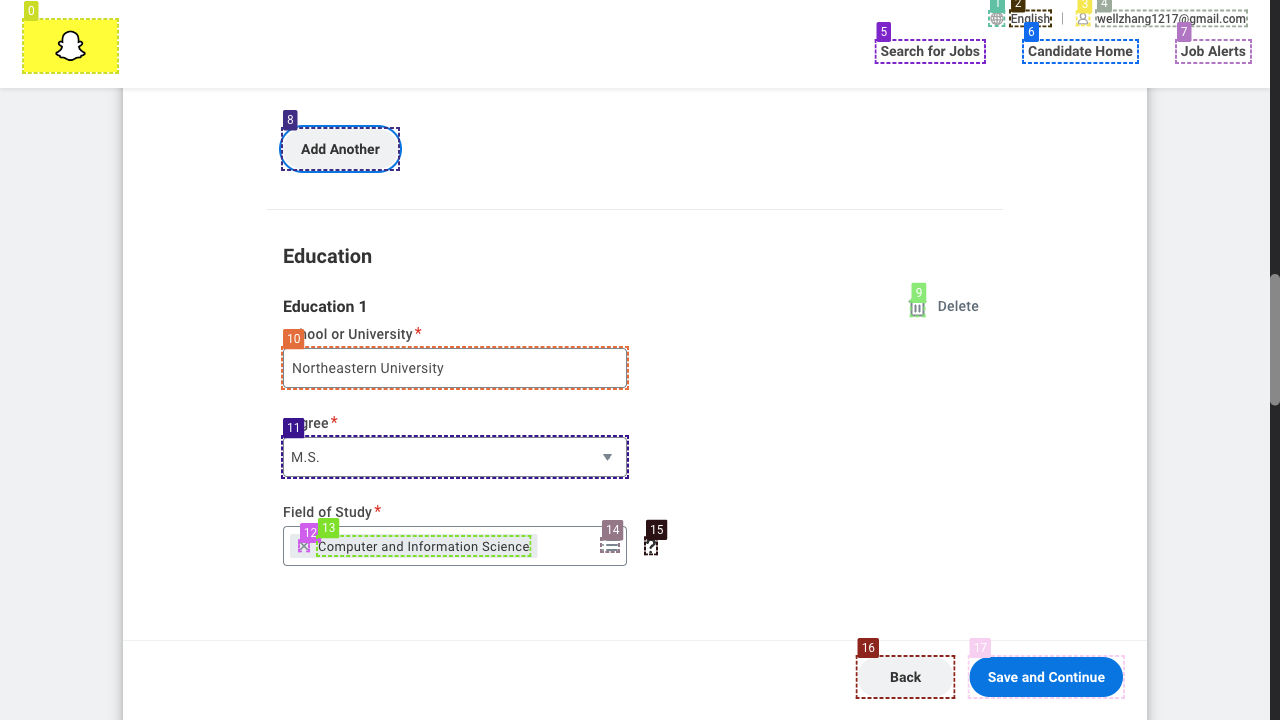 0
1
2
3
4
English
wellzhang1217@gmail.com
5
6
7
Search for Jobs
Candidate Home
Job Alerts
8
Add Another
Education
Education 1
9
Delete
10
ool or University*
Northeastern University
11
gree*
M.S.
Field of Study*
12
13
14
15
Computer and Information Science
16
17
Back
Save and Continue